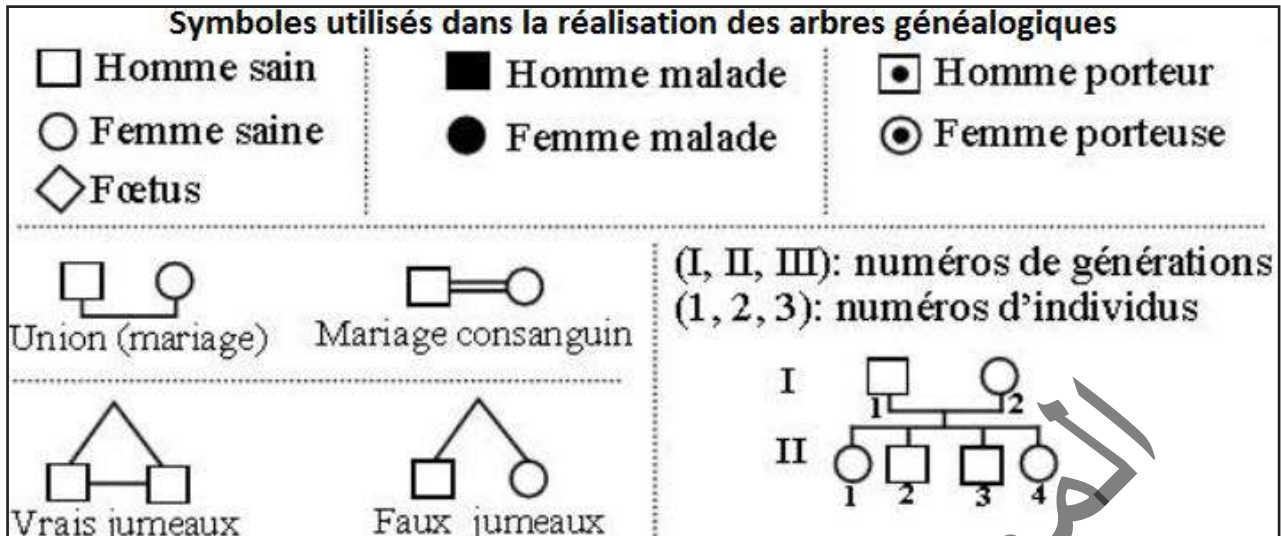 Symboles utilisés dans la réalisation des arbres généalogiques
Homme sain
Homme malade
Homme porteur
Femme saine
Femme malade
Femme porteuse
Fœtus
Union (mariage)
Mariage consanguin
(I, II, III): numéros de générations
(1, 2, 3): numéros d'individus
Vrais jumeaux
Faux jumeaux
I
1 2
II
1 2 3 4